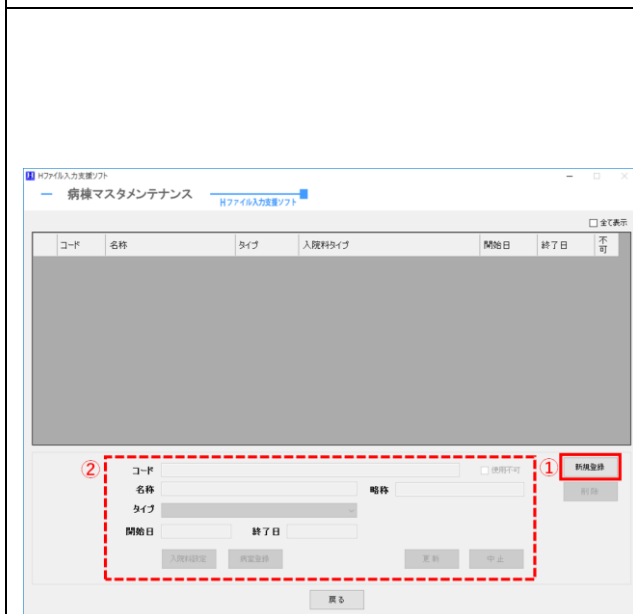 Hファイル入力支援ソフト
病棟マスタメンテナンス
Hファイル入力支援ソフト
全て表示
コード 名称 タイプ 入院料タイプ 開始日 終了日 不可
② コード 使用不可 ① 新規登録
名称 略称 削除
タイプ
開始日 終了日
入院料設定 病室登録 更新 中止
戻る